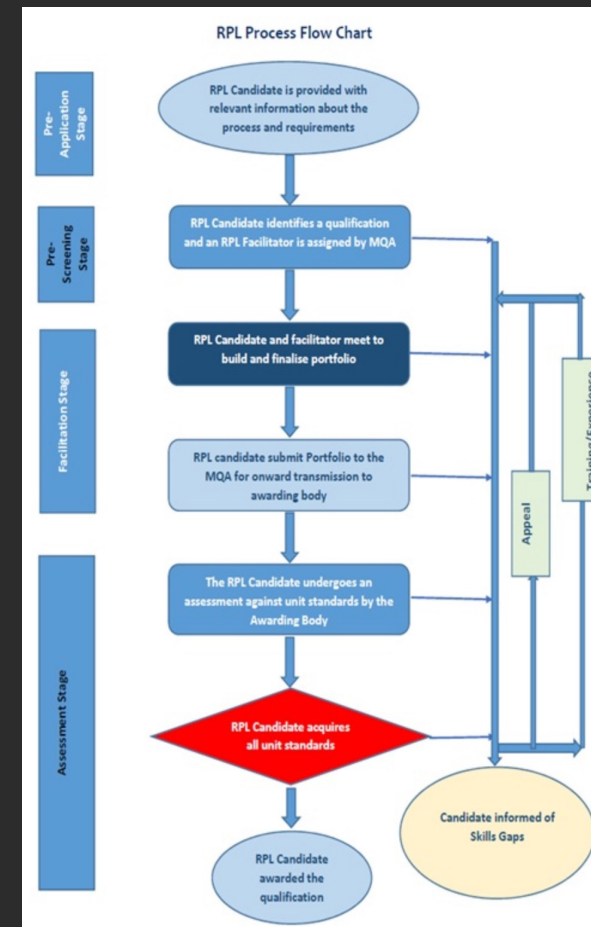 RPL Process Flow Chart
Pre-
Application
Stage
RPL Candidate is provided with
relevant information about the
process and requirements
Pre-
Screening
Stage
RPL Candidate identifies a qualification
and an RPL Facilitator is assigned by MQA
Facilitation Stage
RPL Candidate and facilitator meet to
build and finalise portfolio
RPL candidate submit Portfolio to the
MQA for onward transmission to
awarding body
Training/Experience
Appeal
Assessment Stage
The RPL Candidate undergoes an
assessment against unit standards by the
Awarding Body
RPL Candidate acquires
all unit standards
Candidate informed of
Skills Gaps
RPL Candidate
awarded the
qualification